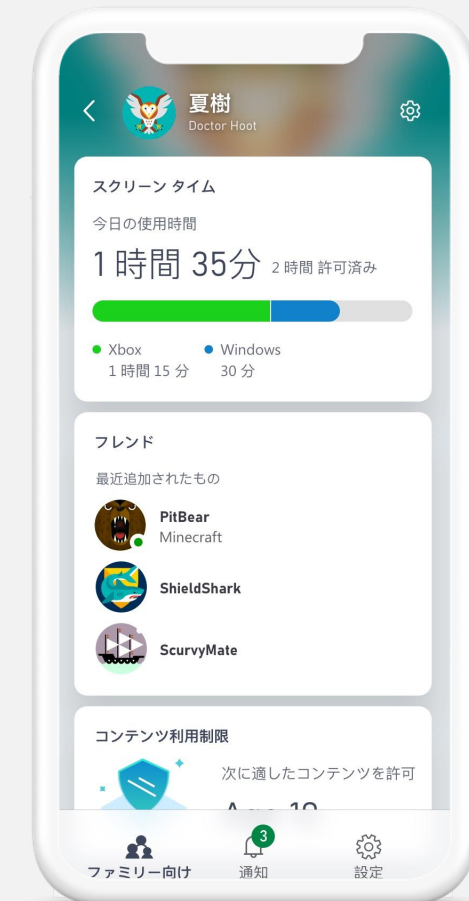 夏樹
Doctor Hoot
スクリーン タイム
今日の使用時間
1 時間 35分 2 時間 許可済み
Xbox Windows
1 時間 15 分 30 分
フレンド
最近追加されたもの
PitBear
Minecraft
ShieldShark
ScurvyMate
コンテンツ利用制限
次に適したコンテンツを許可
3
ファミリー向け 通知 設定